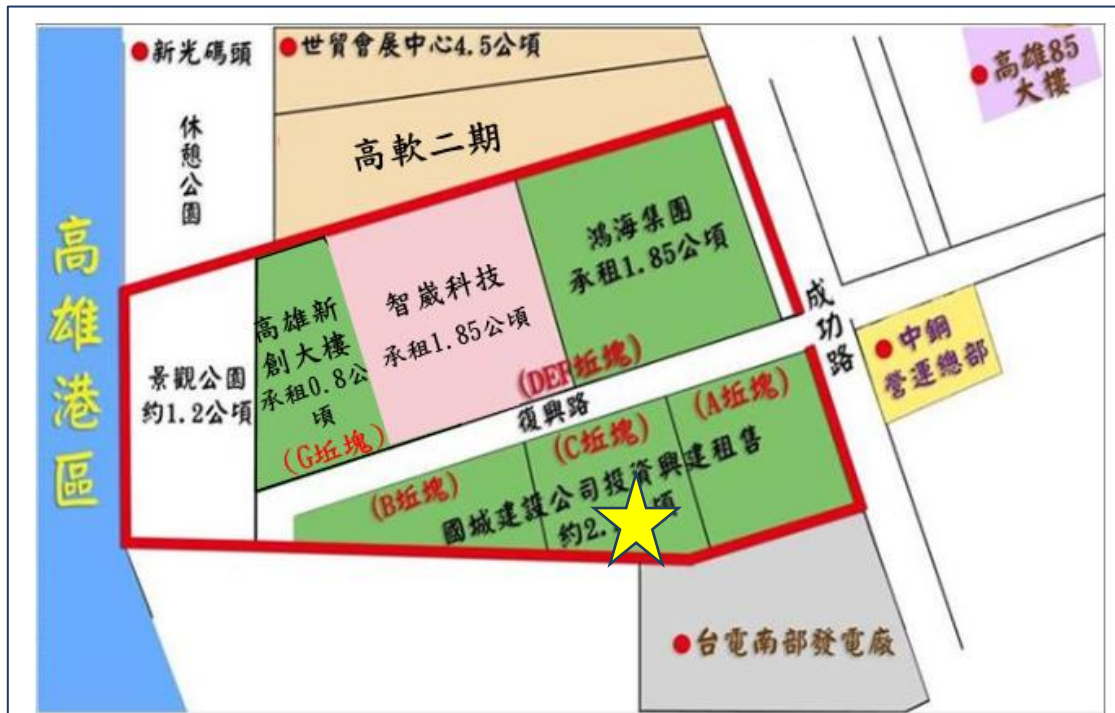 新光碼頭
世貿會展中心4.5公頃
高雄85
大樓
休憩公園
高軟二期
高雄港區
鴻海集團
承租1.85公頃
智崴科技
承租1.85公頃
高雄新
創大樓
承租0.8公
頃
(G坵塊)
景觀公園
約1.2公頃
(DEF坵塊)
復興路
成功路
中鋼
營運總部
(A坵塊)
(C坵塊)
(B坵塊)
國城建設公司投資興建租售
約2.公頃
台電南部發電廠